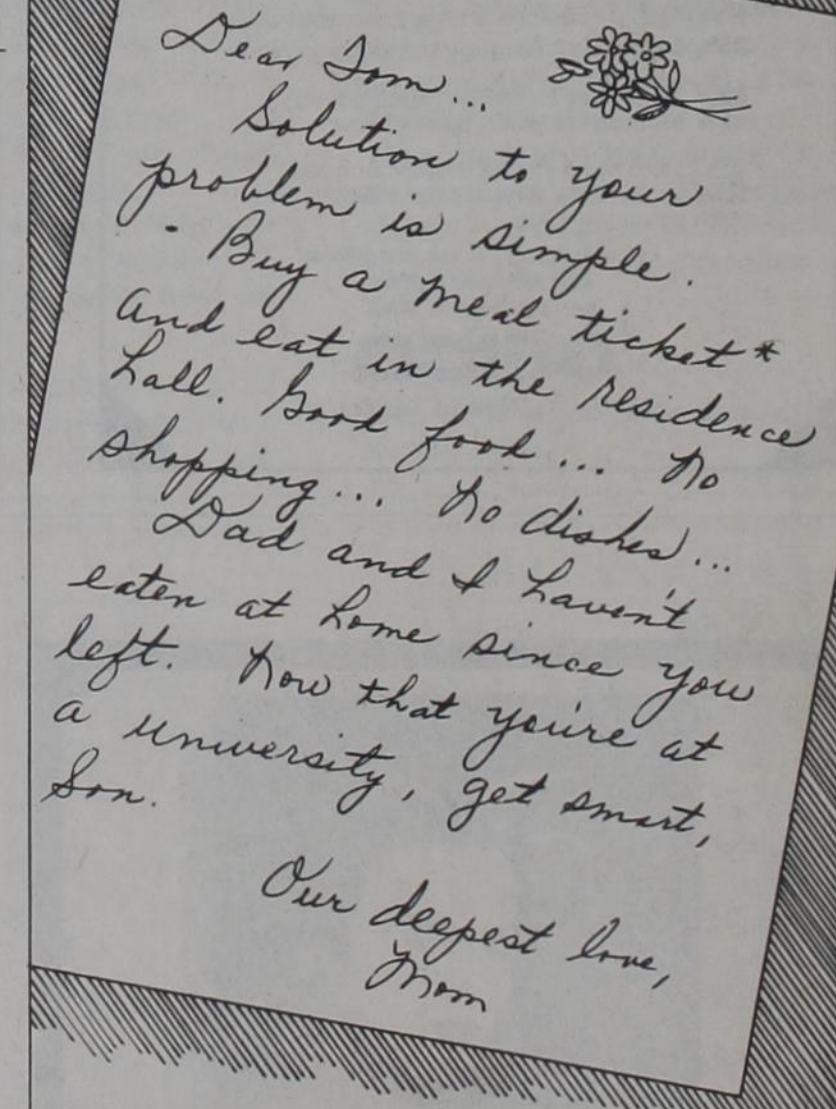 Dear Tom...
Solution to your
problem is simple.
Buy a meal ticket*
and eat in the residence
hall. Good food... No
shopping... No dishes...
Dad and I haven't
eaten at home since you
left. Now that you're at
a university, get smart,
Son.
Our deepest love,
Mom